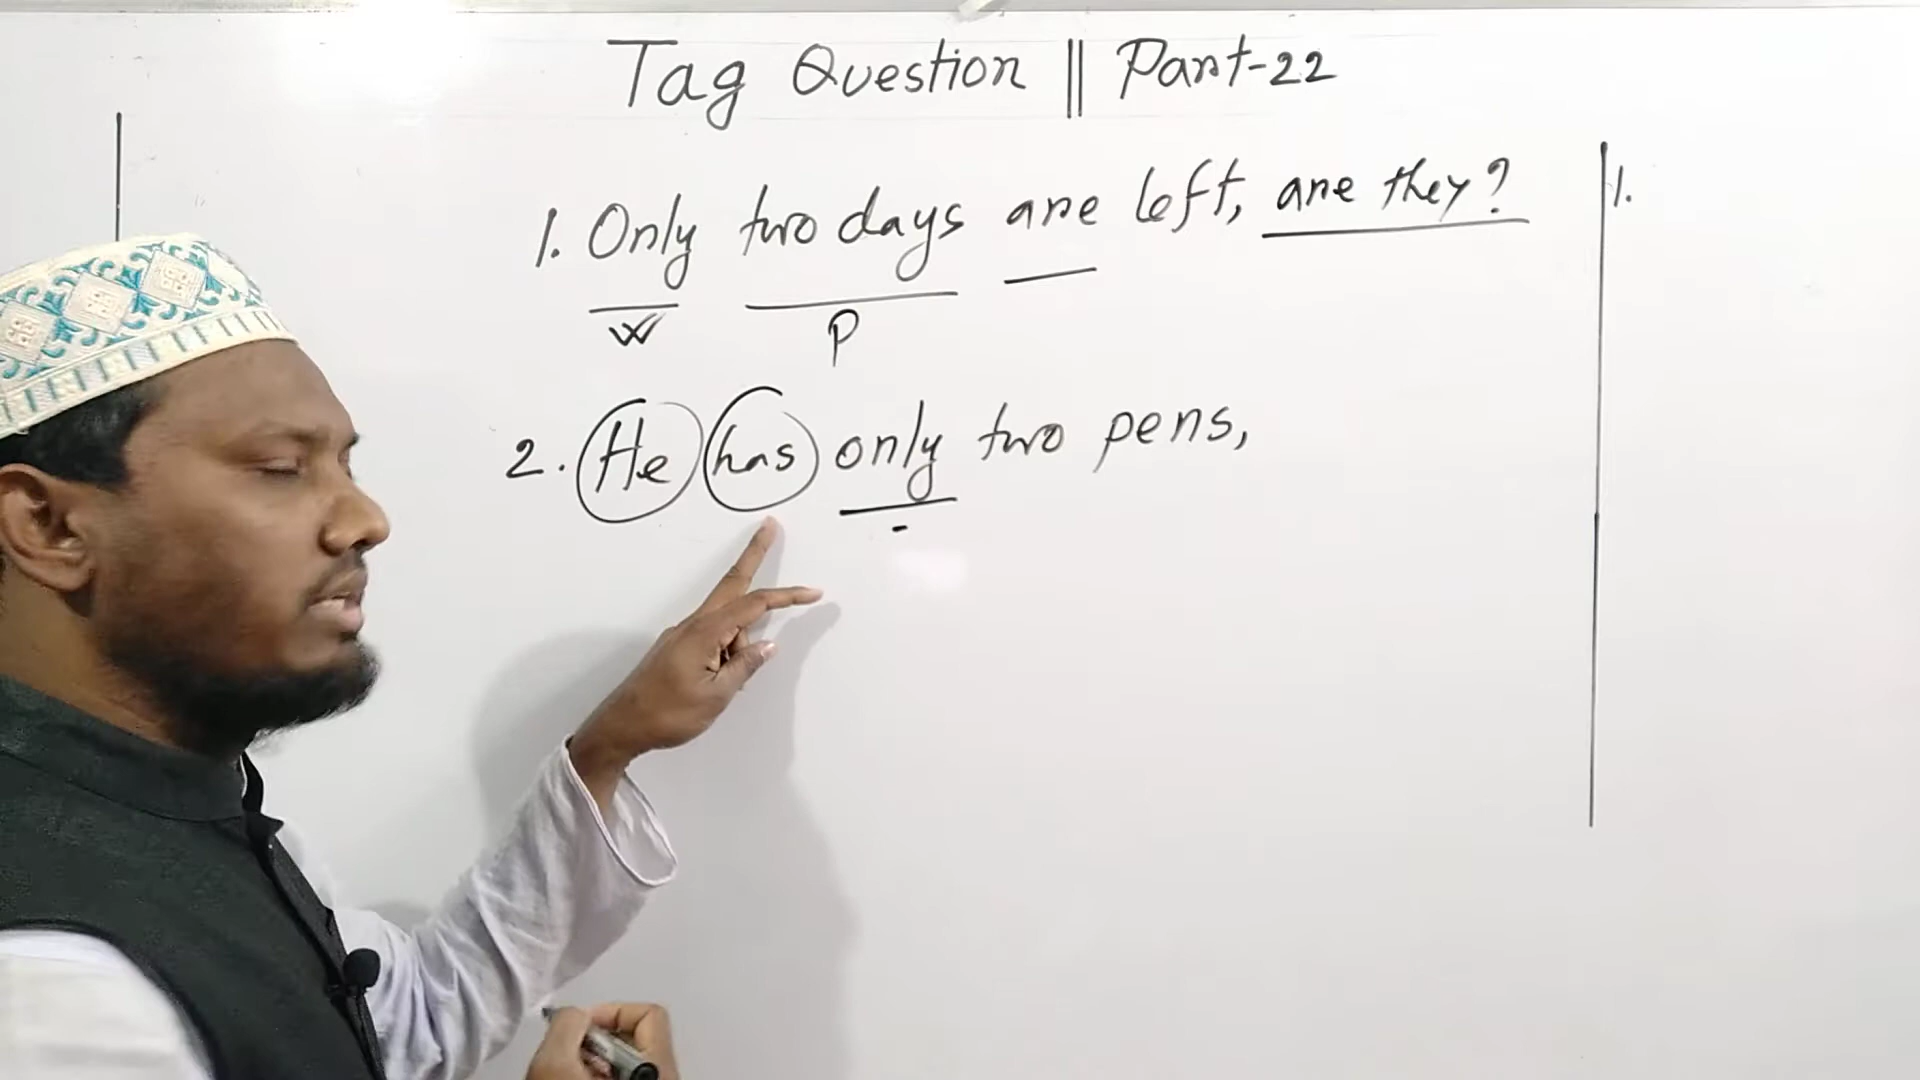 Tag Question || Part-22
1. Only two days are left, are they?
W P
2. He has only two pens,
-
1.